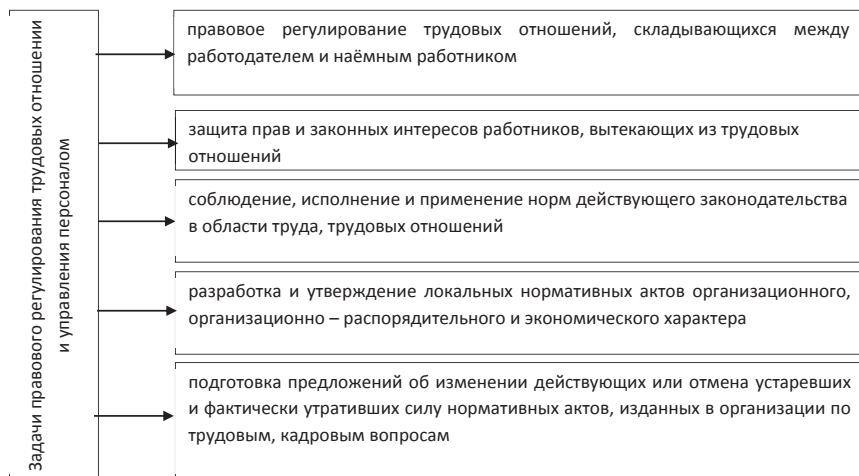 Задачи правового регулирования трудовых отношении
и управления персоналом
правовое регулирование трудовых отношений, складывающихся между
работодателем и наёмным работником
защита прав и законных интересов работников, вытекающих из трудовых
отношений
соблюдение, исполнение и применение норм действующего законодательства
в области труда, трудовых отношений
разработка и утверждение локальных нормативных актов организационного,
организационно – распорядительного и экономического характера
подготовка предложений об изменении действующих или отмена устаревших
и фактически утративших силу нормативных актов, изданных в организации по
трудовым, кадровым вопросам